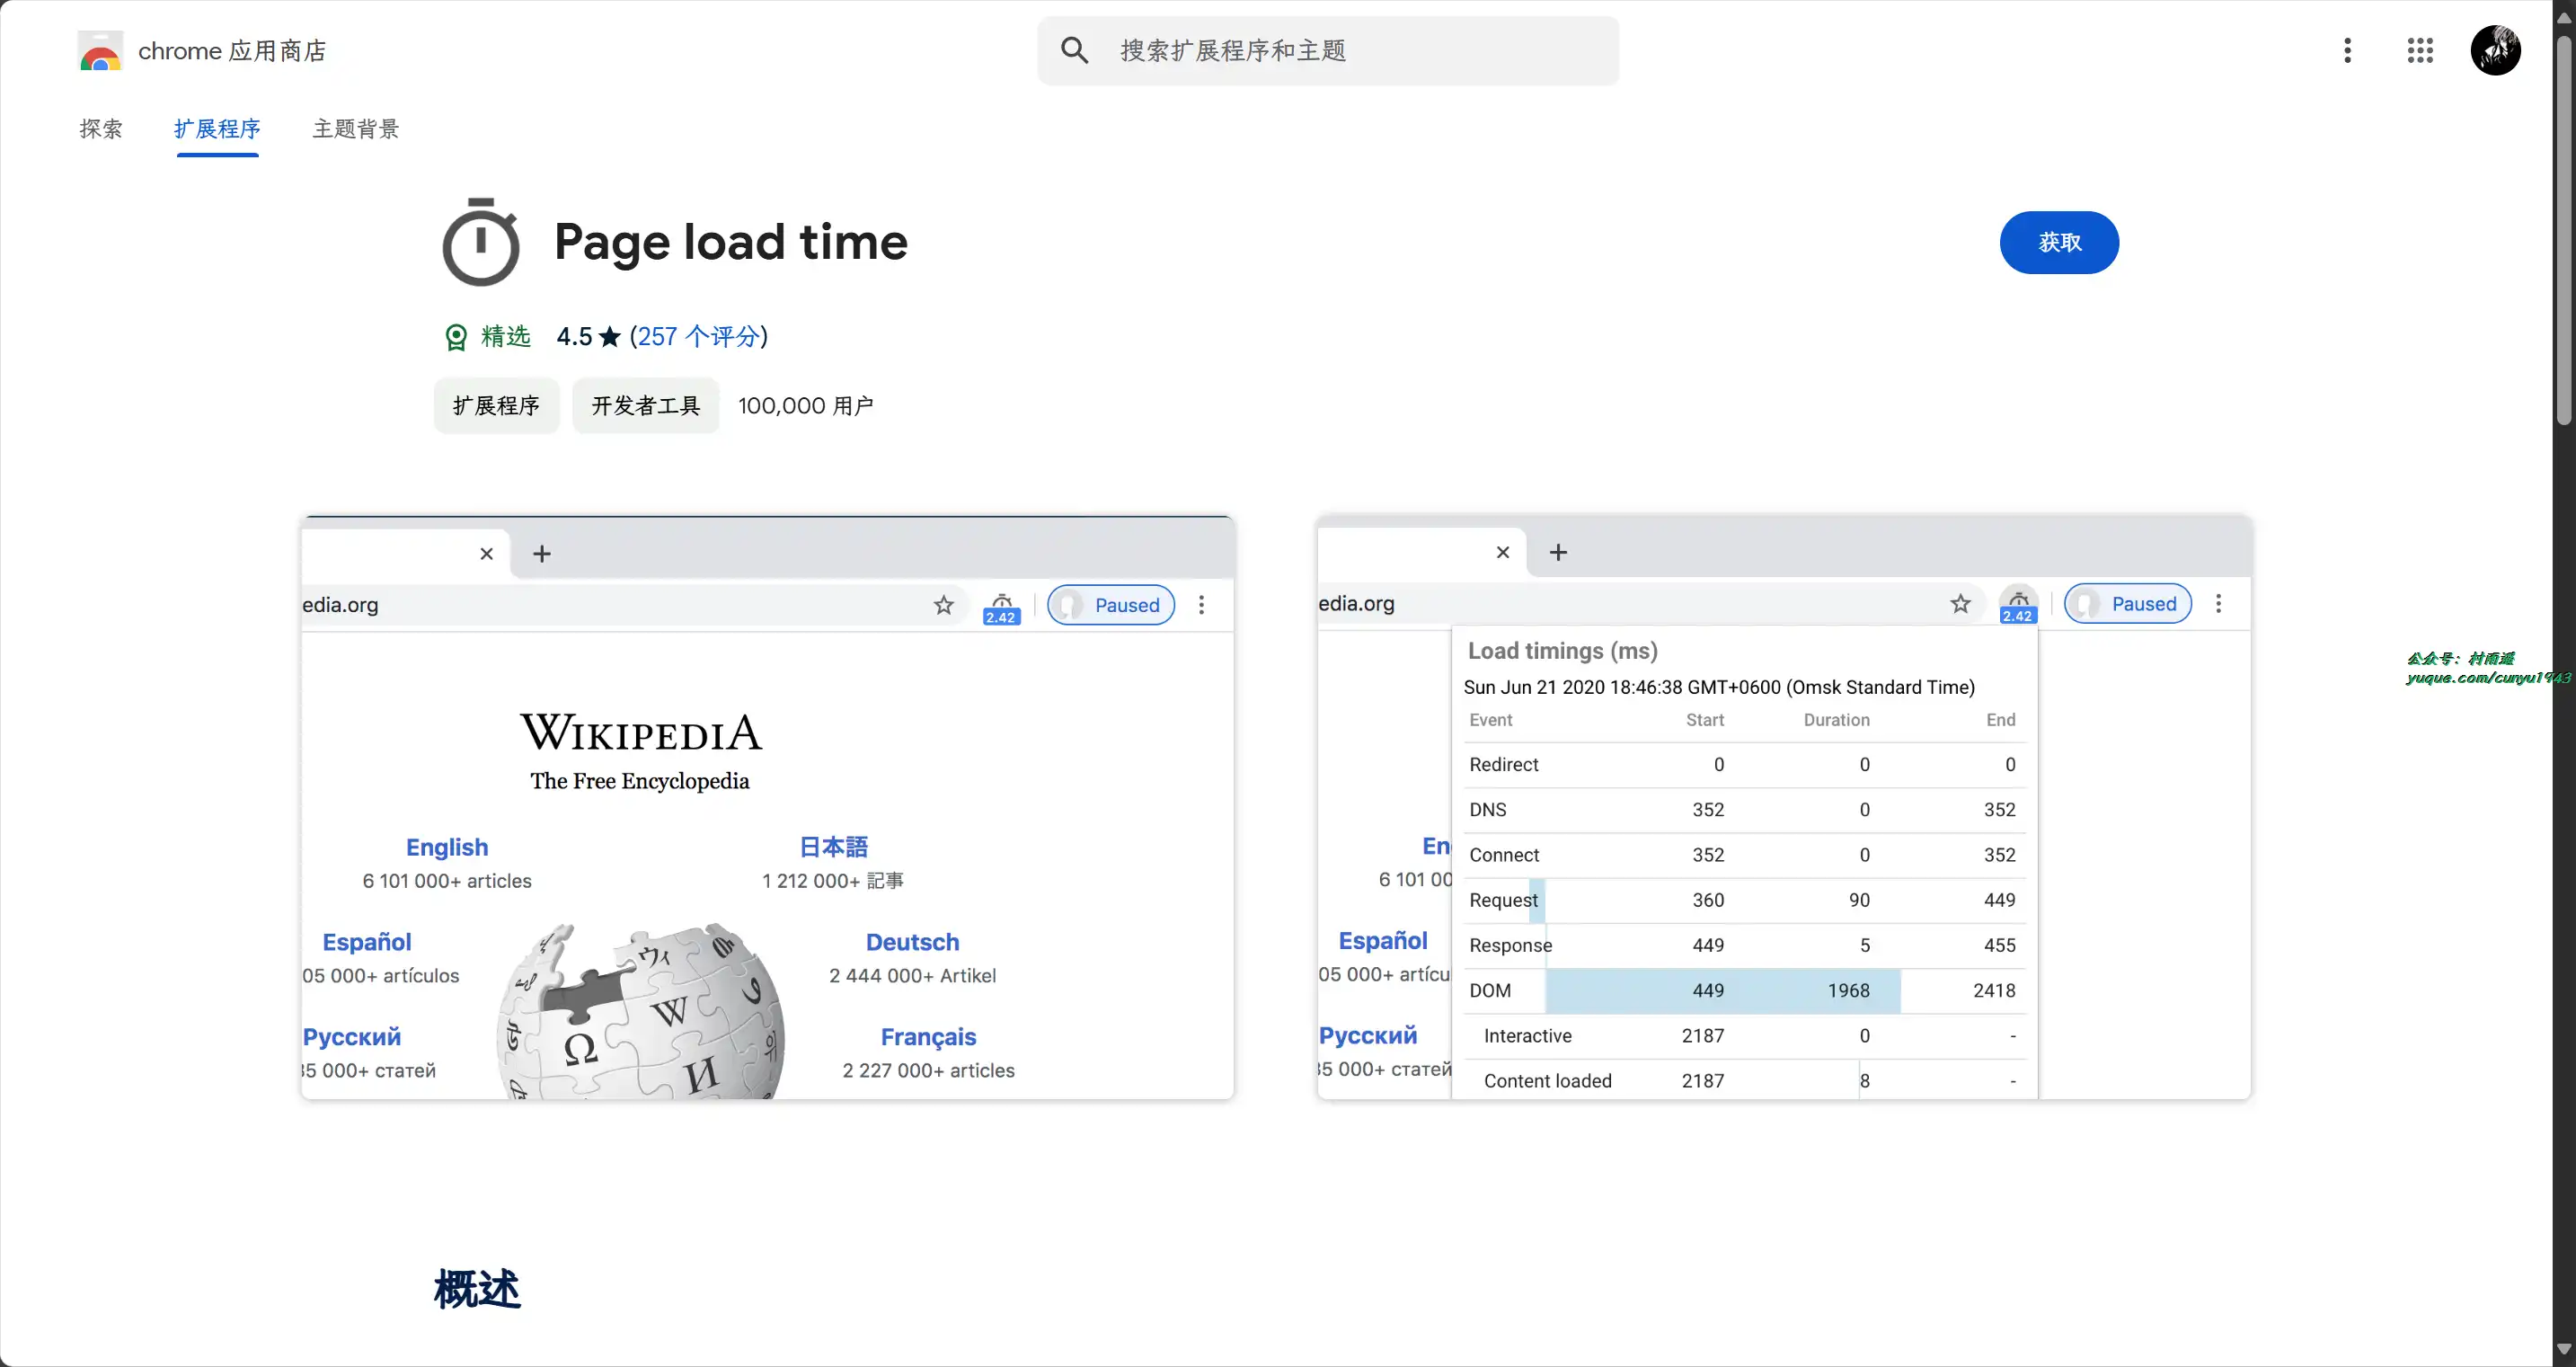 chrome 应用商店
搜索扩展程序和主题
探索 扩展程序 主题背景
Page load time
获取
精选 4.5 ★ (257 个评分)
扩展程序 开发者工具 100,000 用户
edia.org
2.42
Paused
WIKIPEDIA
The Free Encyclopedia
English
6 101 000+ articles
日本語
1 212 000+ 記事
Español
05 000+ artículos
Deutsch
2 444 000+ Artikel
Русский
35 000+ статей
Français
2 227 000+ articles
Ω W И ウィ
edia.org
2.42
Paused
En
6 101 00
Español
05 000+ artícu
Русский
35 000+ статей
Load timings (ms)
Sun Jun 21 2020 18:46:38 GMT+0600 (Omsk Standard Time)
Event Start Duration End
Redirect 0 0 0
DNS 352 0 352
Connect 352 0 352
Request 360 90 449
Response 449 5 455
DOM 449 1968 2418
Interactive 2187 0 -
Content loaded 2187 8 -
公众号：村雨遥
yuque.com/cunyu1943
概述